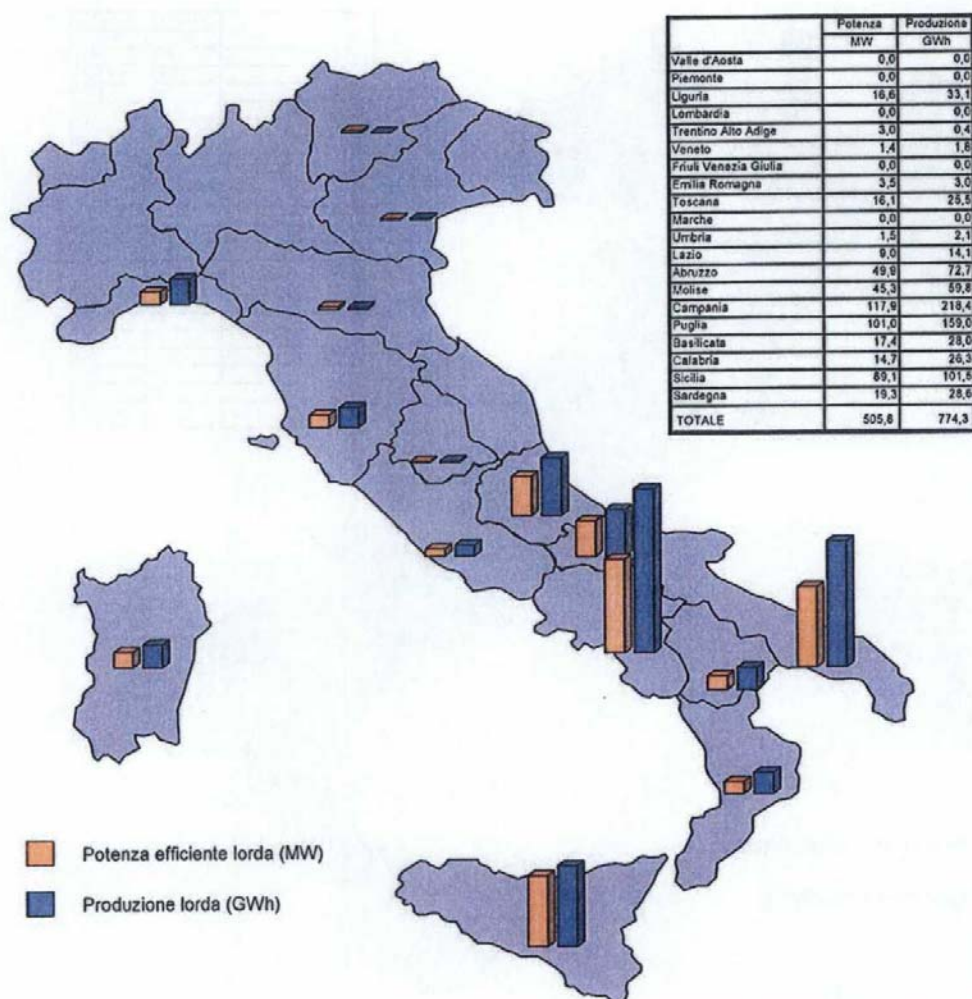 Potenza Produzione
MW GWh
Valle d'Aosta 0,0 0,0
Piemonte 0,0 0,0
Liguria 16,6 33,1
Lombardia 0,0 0,0
Trentino Alto Adige 3,0 0,4
Veneto 1,4 1,6
Friuli Venezia Giulia 0,0 0,0
Emilia Romagna 3,5 3,0
Toscana 16,1 25,5
Marche 0,0 0,0
Umbria 1,5 2,1
Lazio 9,0 14,1
Abruzzo 49,9 72,7
Molise 45,3 59,8
Campania 117,9 218,4
Puglia 101,0 159,0
Basilicata 17,4 28,0
Calabria 14,7 26,3
Sicilia 89,1 101,5
Sardegna 19,3 28,6
TOTALE 505,6 774,3
Potenza efficiente lorda (MW)
Produzione lorda (GWh)